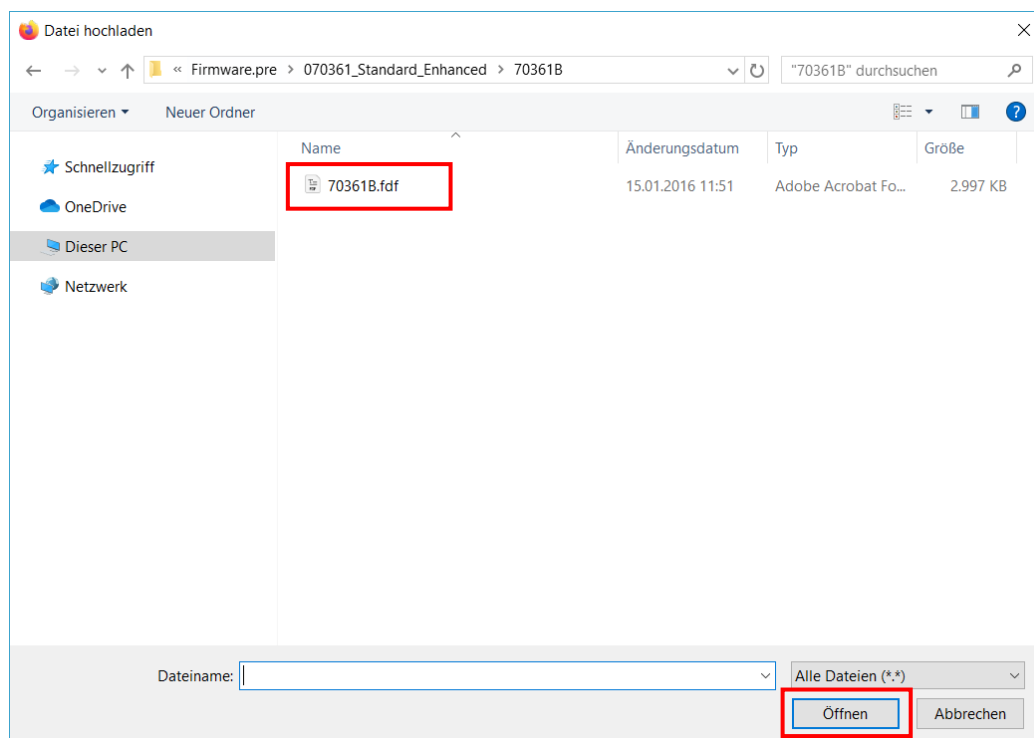 Datei hochladen
« Firmware.pre > 070361_Standard_Enhanced > 70361B
"70361B" durchsuchen
Organisieren Neuer Ordner
Name Änderungsdatum Typ Größe
Schnellzugriff
OneDrive
Dieser PC
Netzwerk
70361B.fdf 15.01.2016 11:51 Adobe Acrobat Fo... 2.997 KB
Dateiname:
Alle Dateien (*.*)
Öffnen Abbrechen